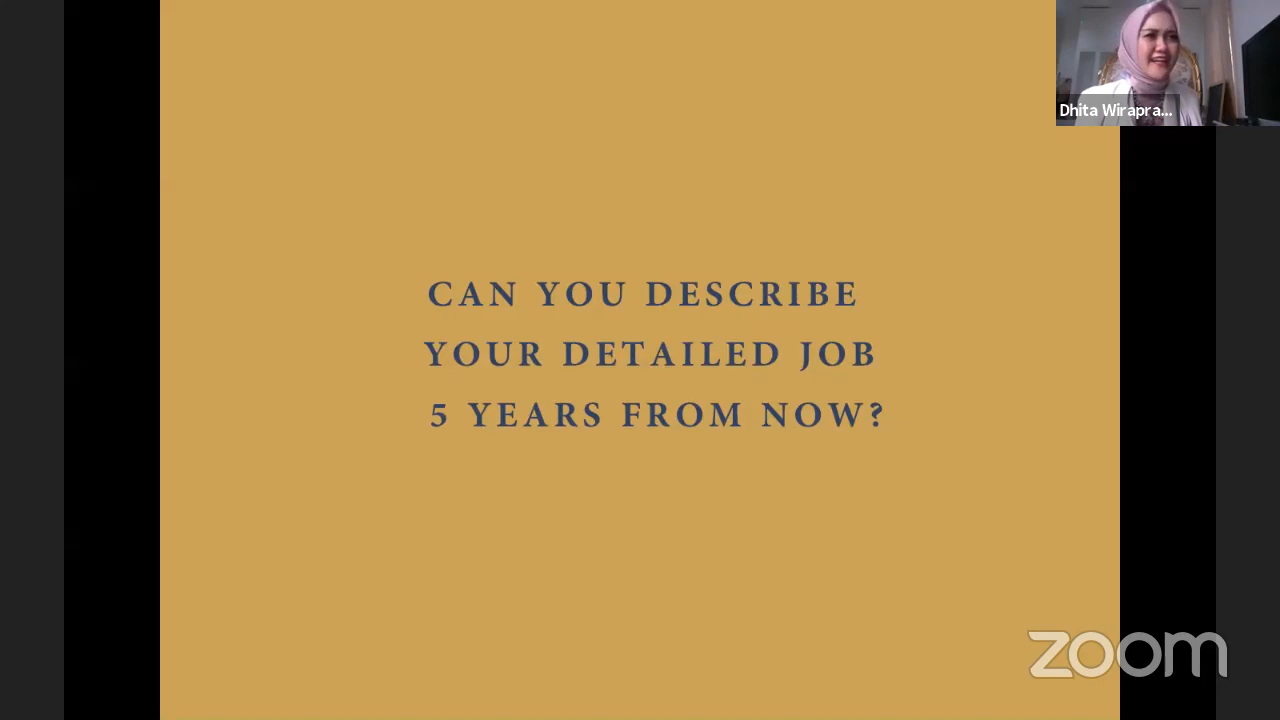 Dhita Wirapra...
CAN YOU DESCRIBE
YOUR DETAILED JOB
5 YEARS FROM NOW?
zoom